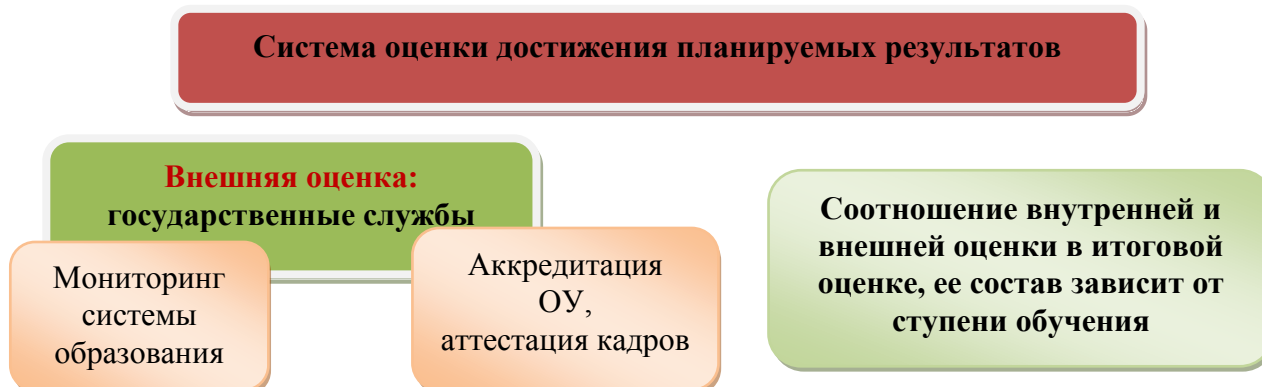 Система оценки достижения планируемых результатов
Внешняя оценка:
государственные службы
Мониторинг
системы
образования
Аккредитация
ОУ,
аттестация кадров
Соотношение внутренней и
внешней оценки в итоговой
оценке, ее состав зависит от
ступени обучения